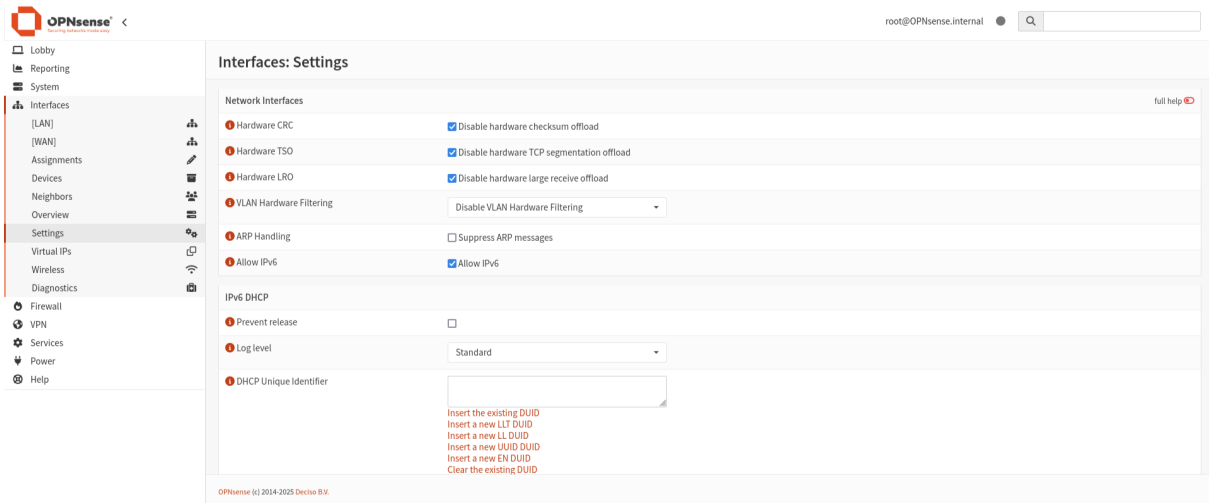 OPNsense
Securing networks made easy
root@OPNsense.internal
Lobby
Reporting
System
Interfaces
[LAN]
[WAN]
Assignments
Devices
Neighbors
Overview
Settings
Virtual IPs
Wireless
Diagnostics
Firewall
VPN
Services
Power
Help
Interfaces: Settings
Network Interfaces
full help
Hardware CRC
Disable hardware checksum offload
Hardware TSO
Disable hardware TCP segmentation offload
Hardware LRO
Disable hardware large receive offload
VLAN Hardware Filtering
Disable VLAN Hardware Filtering
ARP Handling
Suppress ARP messages
Allow IPv6
Allow IPv6
IPv6 DHCP
Prevent release
Log level
Standard
DHCP Unique Identifier
Insert the existing DUID
Insert a new LLT DUID
Insert a new LL DUID
Insert a new UUID DUID
Insert a new EN DUID
Clear the existing DUID
OPNsense (c) 2014-2025 Deciso B.V.